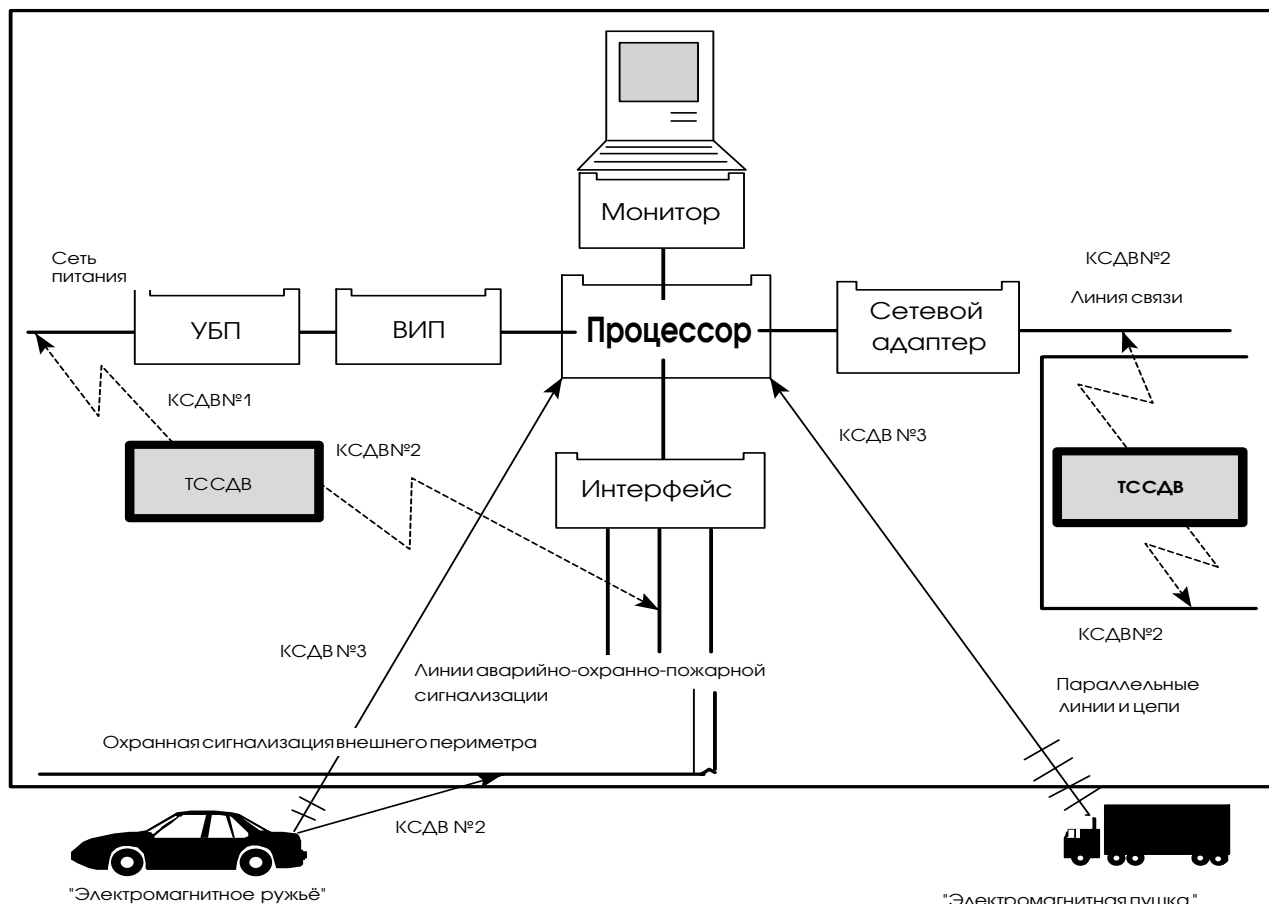 Монитор
Сеть
питания
УБП
ВИП
Процессор
Сетевой
адаптер
КСДВ№2
Линия связи
КСДВ№1
КСДВ№2
КСДВ №3
ТССДВ
Интерфейс
ТССДВ
КСДВ №3
Линии аварийно-охранно-пожарной
сигнализации
КСДВ№2
Параллельные
линии и цепи
Охранная сигнализация внешнего периметра
КСДВ №2
"Электромагнитное ружьё"
"Электромагнитная пушка"